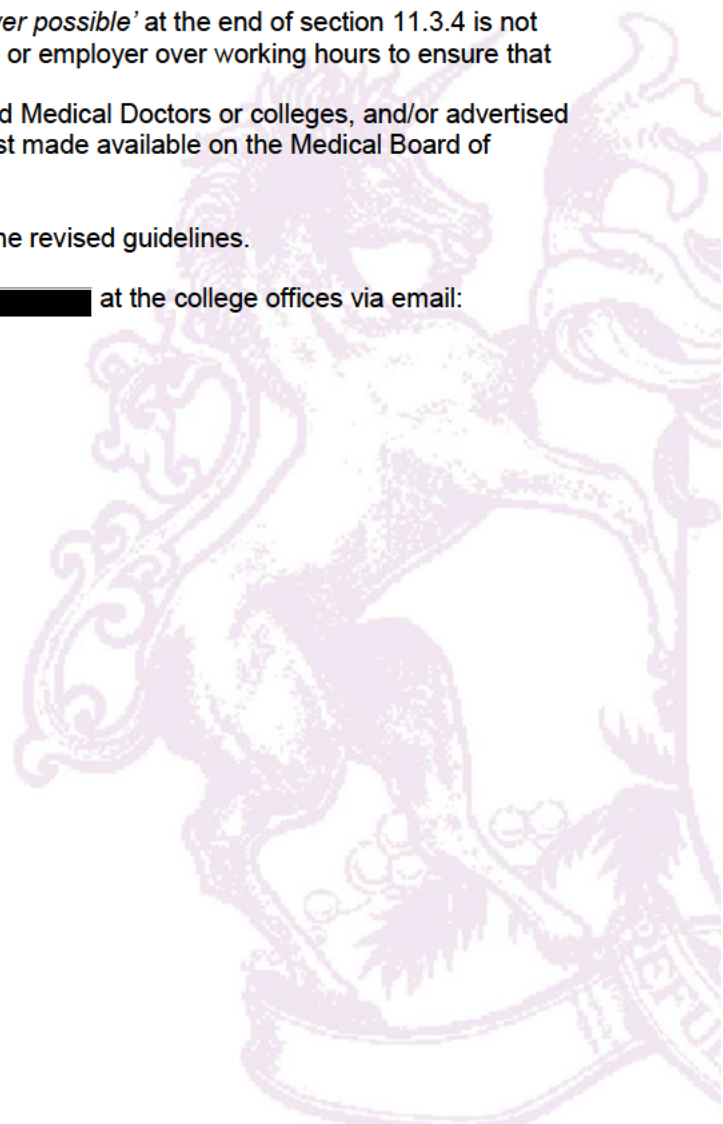 ver possible’ at the end of section 11.3.4 is not
or employer over working hours to ensure that
d Medical Doctors or colleges, and/or advertised
st made available on the Medical Board of
ne revised guidelines.
at the college offices via email:
EFU